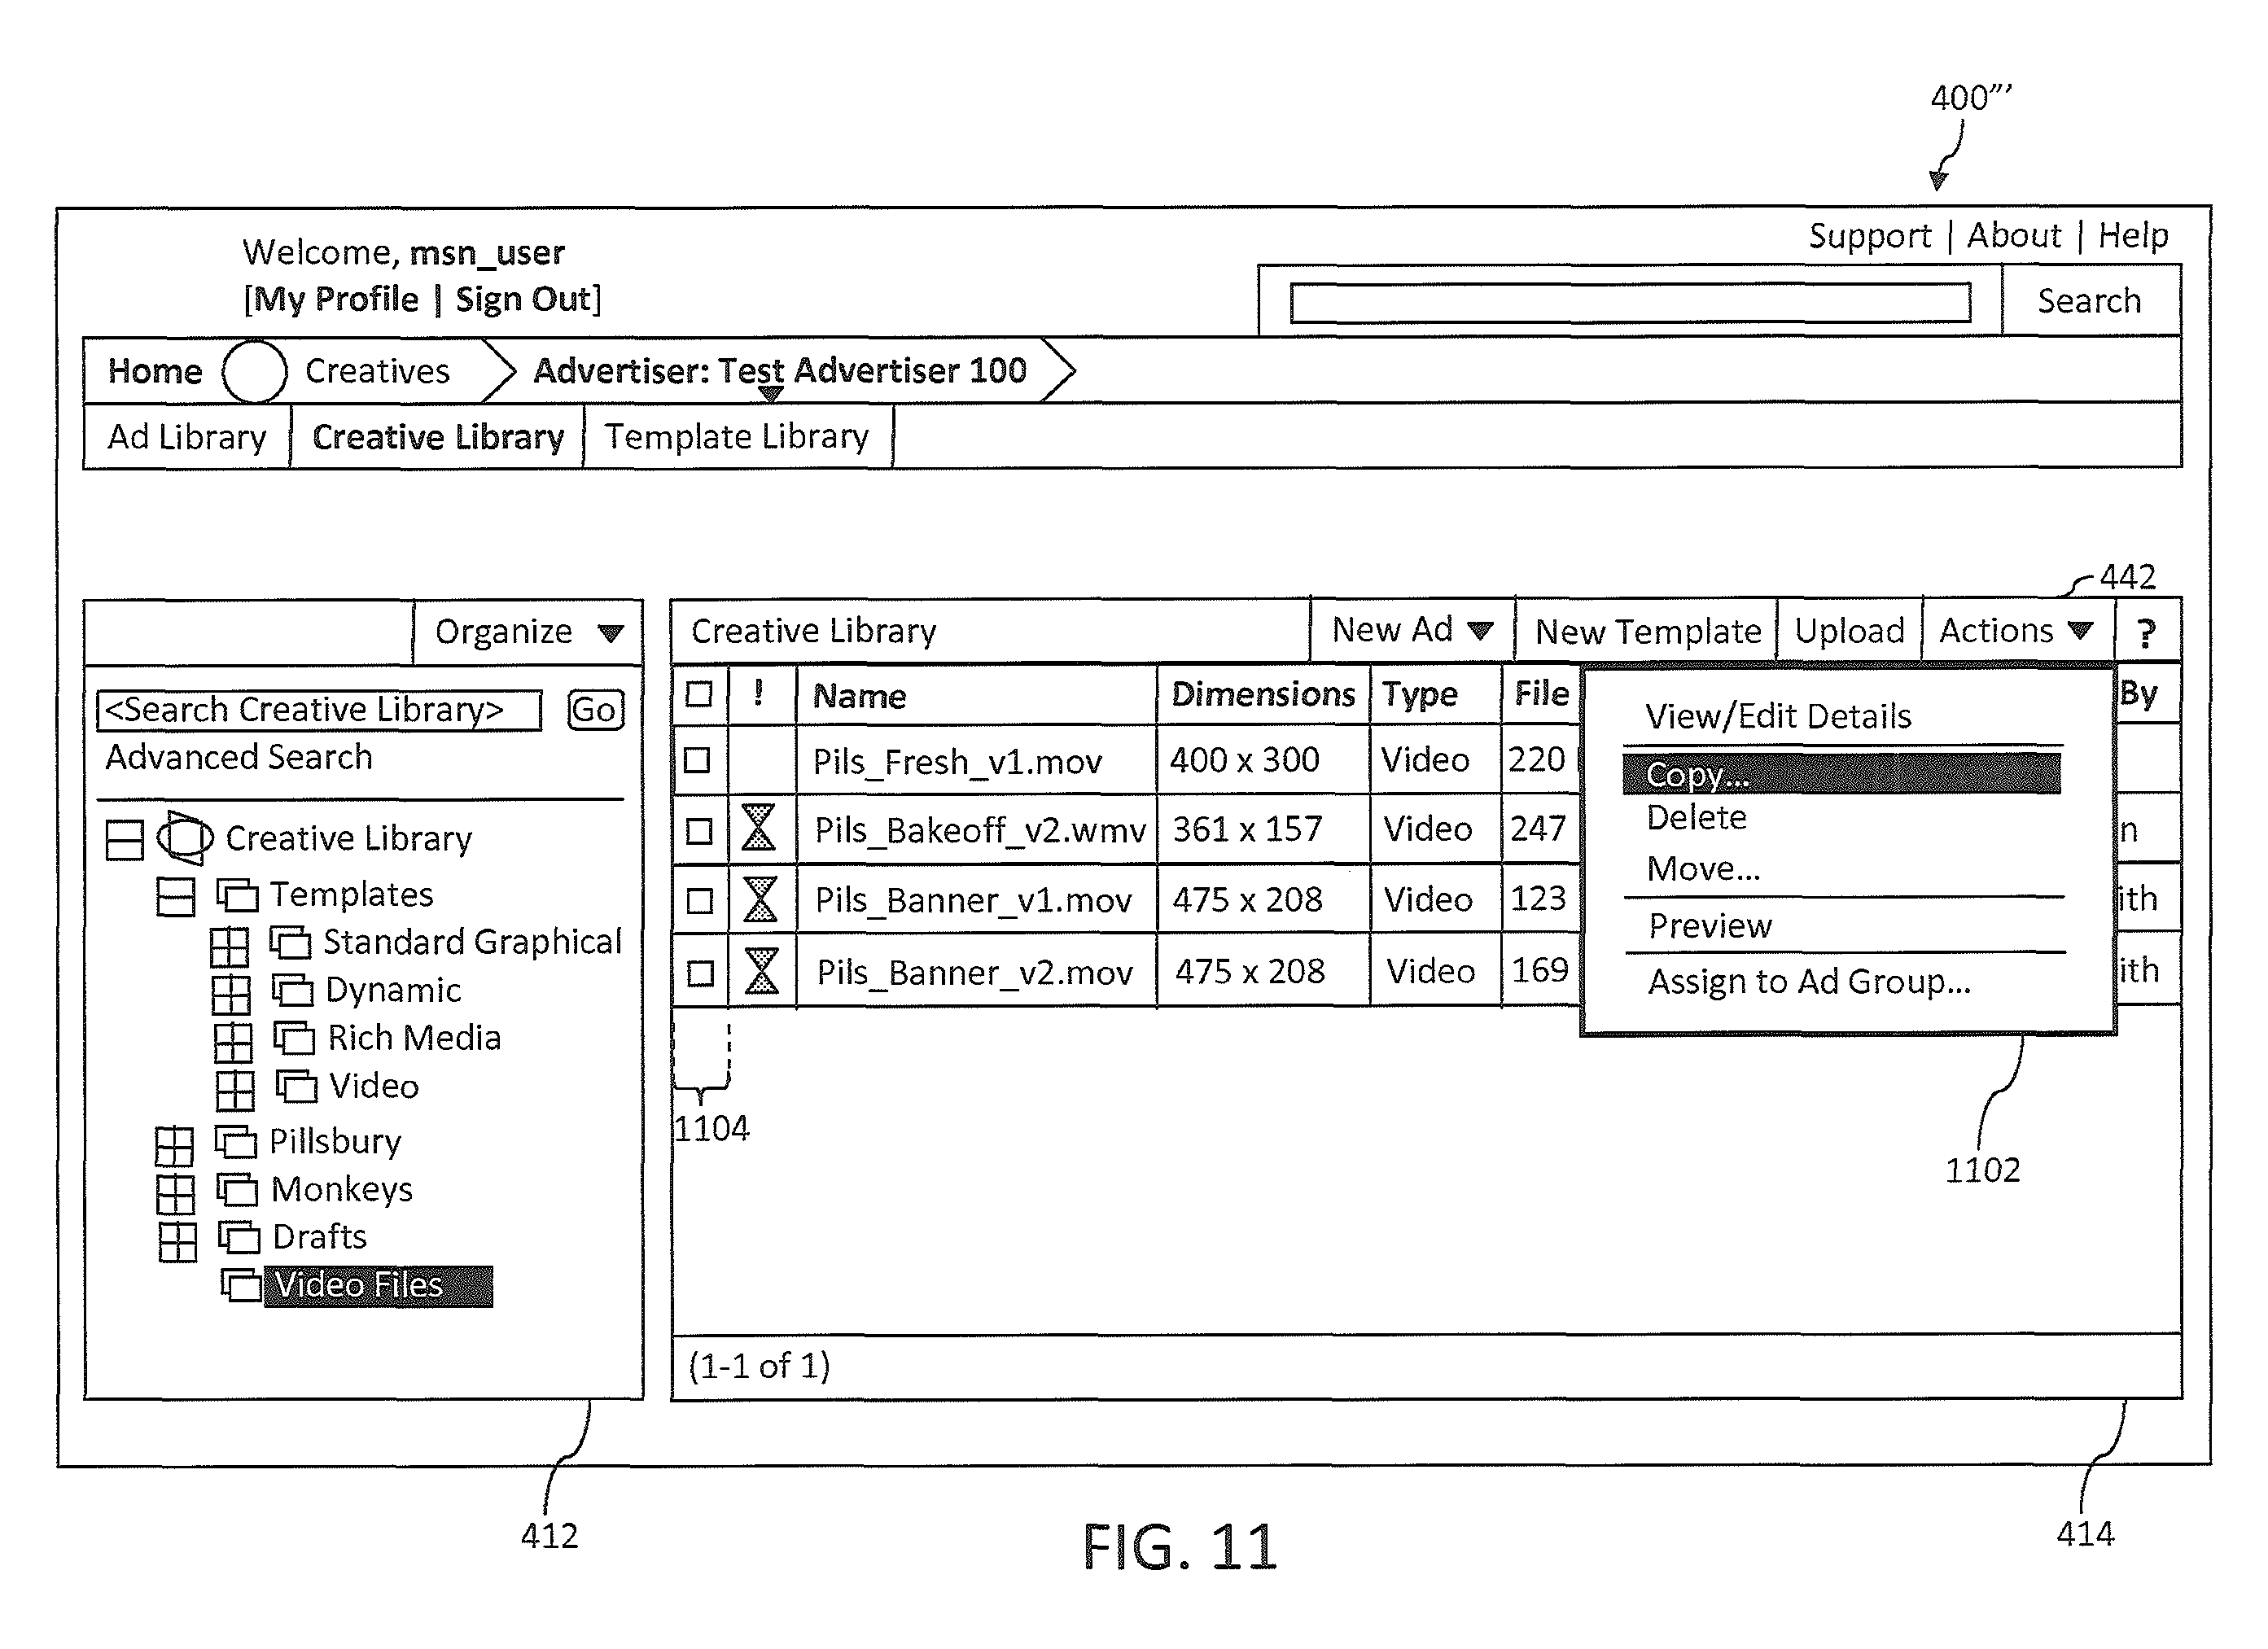 400"'
Support | About | Help
Welcome, msn_user
[My Profile | Sign Out]
Search
Home Creatives Advertiser: Test Advertiser 100
Ad Library Creative Library Template Library
442
Organize
<Search Creative Library> Go
Advanced Search
Creative Library
Templates
Standard Graphical
Dynamic
Rich Media
Video
Pillsbury
Monkeys
Drafts
Video Files
Creative Library New Ad New Template Upload Actions ?
! Name Dimensions Type File By
Pils_Fresh_v1.mov 400 x 300 Video 220
Pils_Bakeoff_v2.wmv 361 x 157 Video 247 n
Pils_Banner_v1.mov 475 x 208 Video 123 ith
Pils_Banner_v2.mov 475 x 208 Video 169 ith
View/Edit Details
Copy...
Delete
Move...
Preview
Assign to Ad Group...
1104
1102
(1-1 of 1)
412
414
FIG. 11